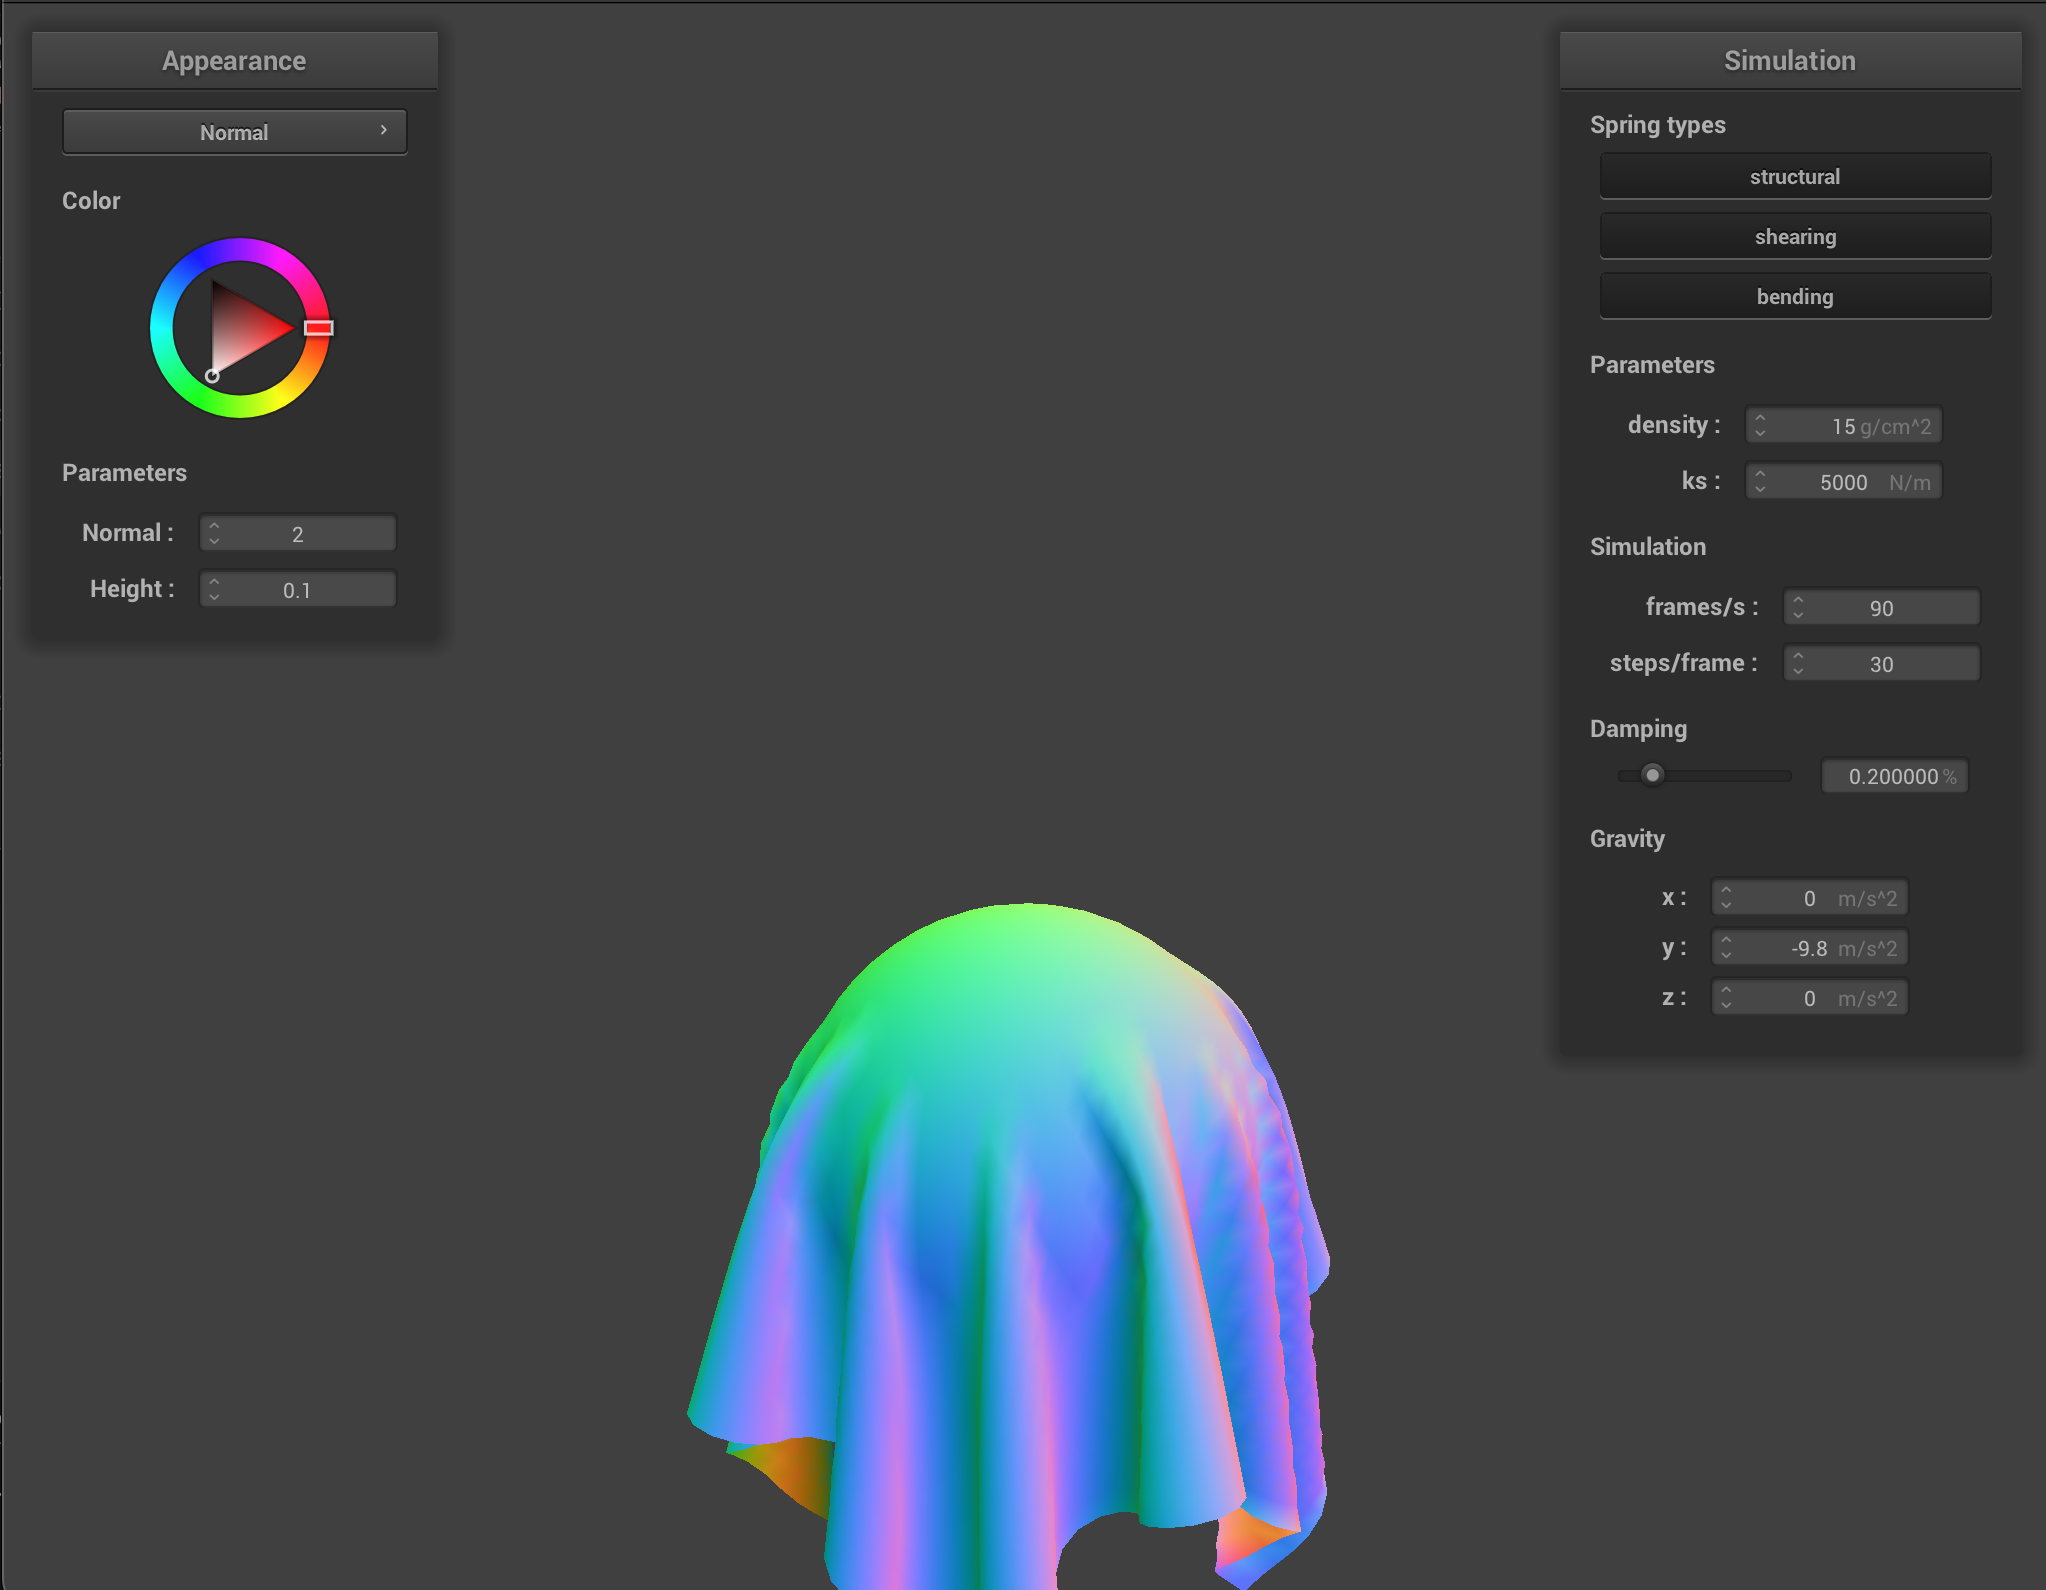 Appearance
Normal
Color
Parameters
Normal : 2
Height : 0.1
Simulation
Spring types
structural
shearing
bending
Parameters
density : 15 g/cm^2
ks : 5000 N/m
Simulation
frames/s : 90
steps/frame : 30
Damping
0.200000 %
Gravity
x : 0 m/s^2
y : -9.8 m/s^2
z : 0 m/s^2